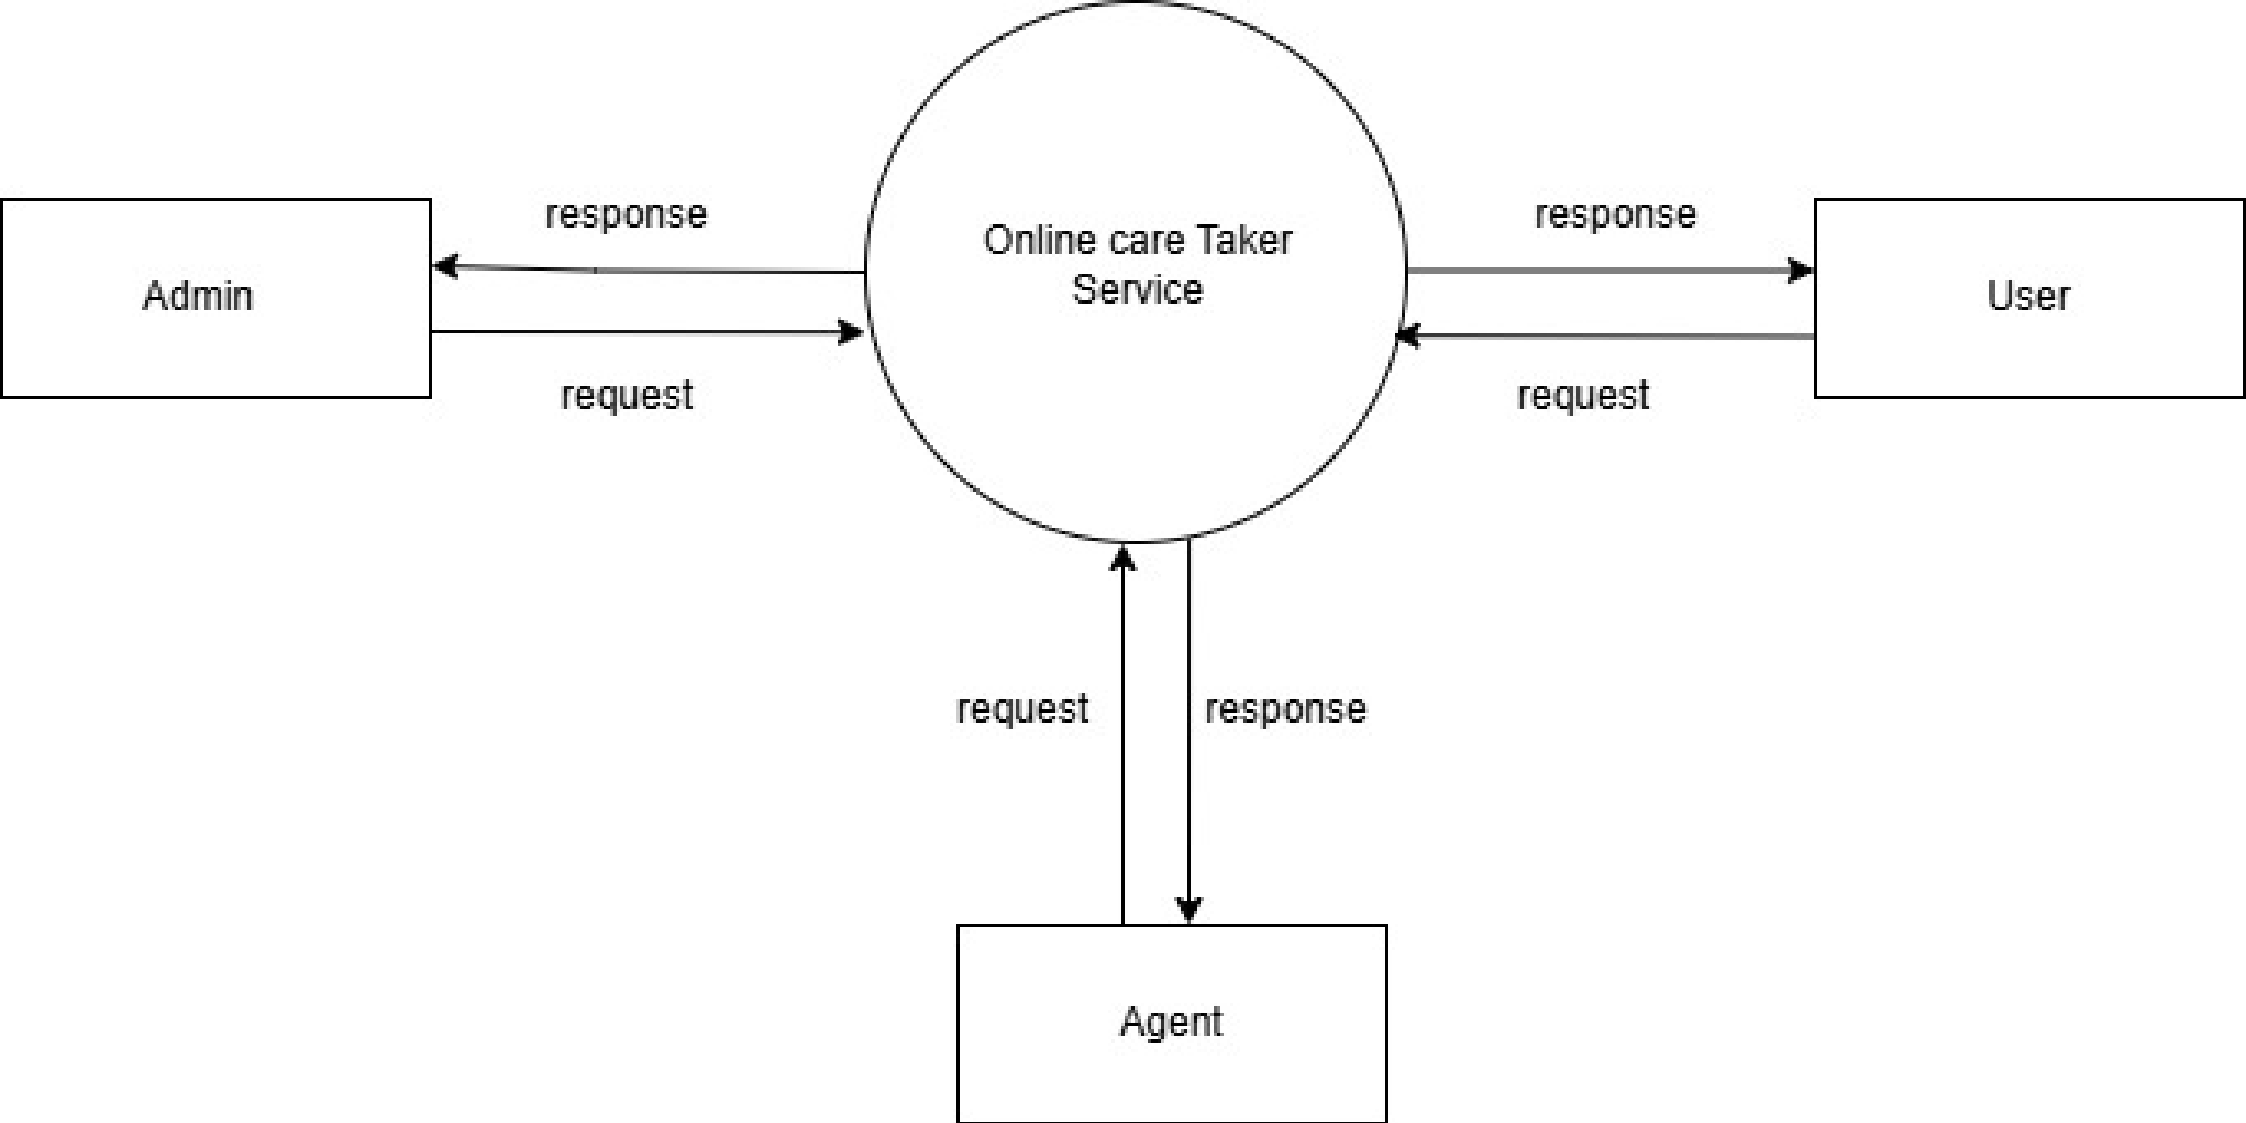 response
response
Online care Taker
Service
Admin
User
request
request
request
response
Agent